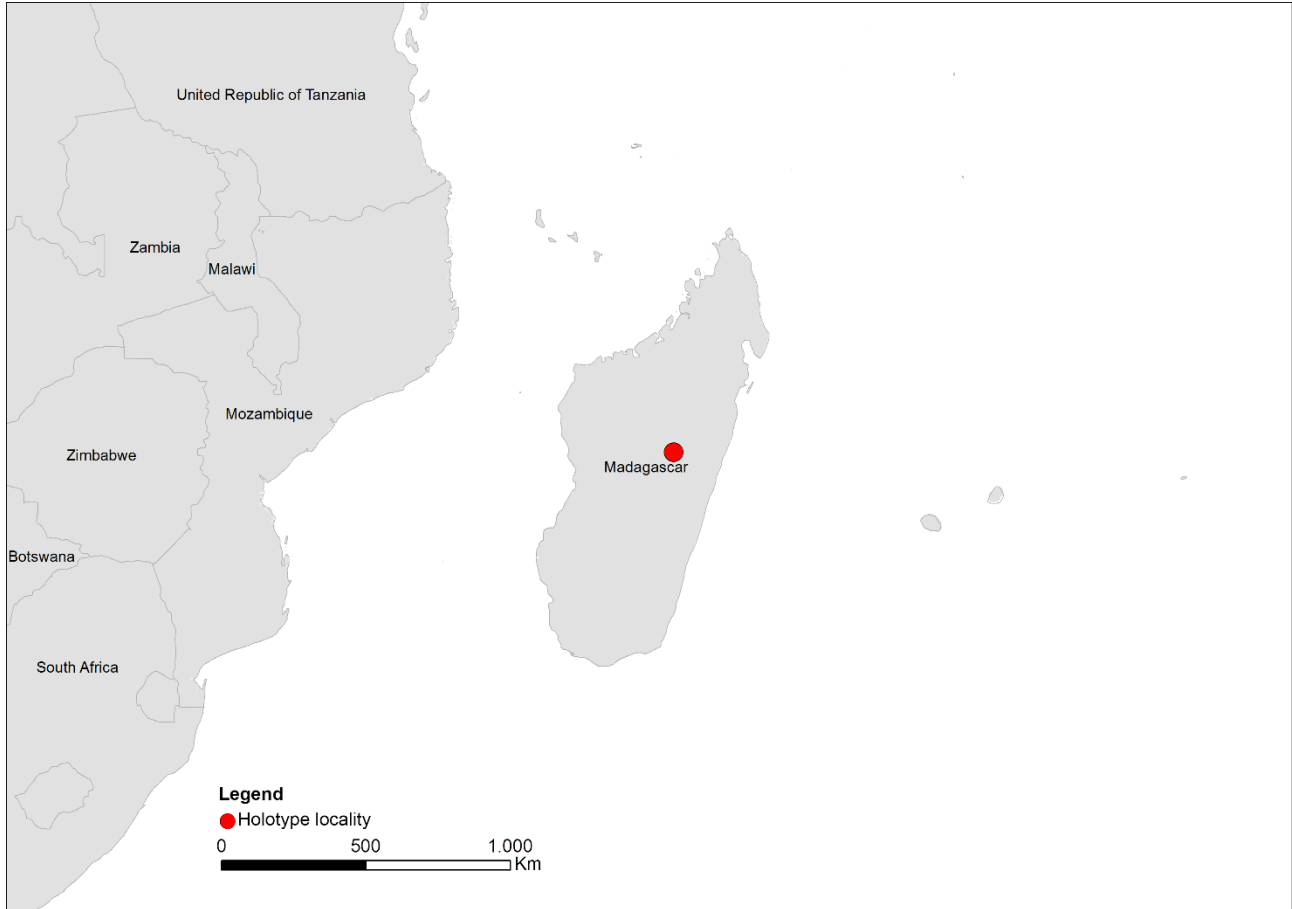 United Republic of Tanzania
Zambia
Malawi
Mozambique
Zimbabwe
Madagascar
Botswana
South Africa
Legend
Holotype locality
0 500 1.000
Km